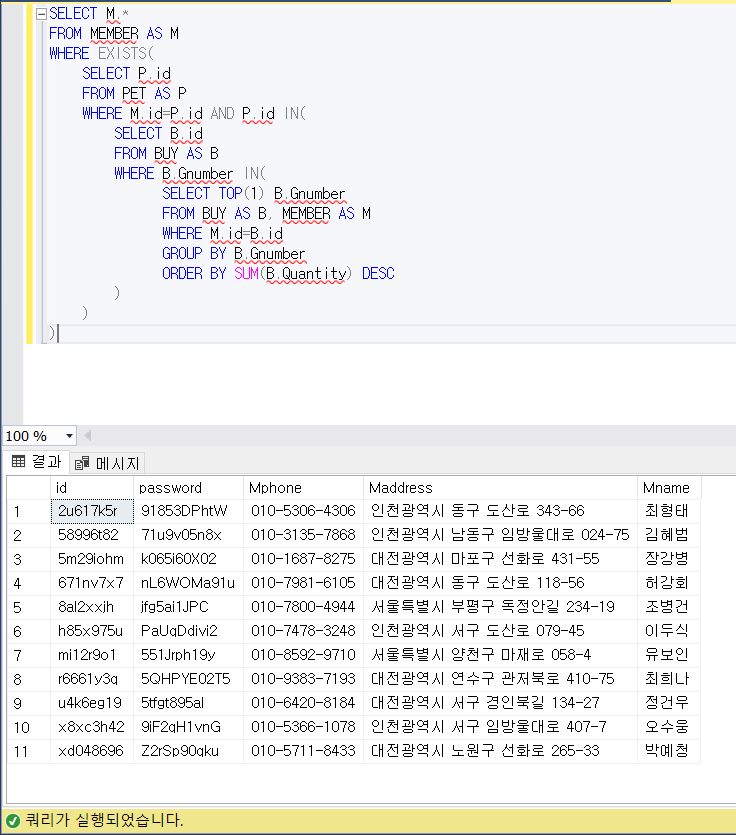 SELECT M.*
FROM MEMBER AS M
WHERE EXISTS(
SELECT P.id
FROM PET AS P
WHERE M.id=P.id AND P.id IN(
SELECT B.id
FROM BUY AS B
WHERE B.Gnumber IN(
SELECT TOP(1) B.Gnumber
FROM BUY AS B, MEMBER AS M
WHERE M.id=B.id
GROUP BY B.Gnumber
ORDER BY SUM(B.Quantity) DESC
)
)
)
100 %
결과 메시지
id password Mphone Maddress Mname
1 2u617k5r 91853DPhtW 010-5306-4306 인천광역시 동구 도산로 343-66 최형태
2 58996t82 71u9v05n8x 010-3135-7868 인천광역시 남동구 임방울대로 024-75 김혜범
3 5m29iohm k065i60X02 010-1687-8275 대전광역시 마포구 선화로 431-55 장강병
4 671nv7x7 nL6WOMa91u 010-7981-6105 대전광역시 동구 도산로 118-56 허강회
5 8al2xxjh jfg5ai1JPC 010-7800-4944 서울특별시 부평구 독정안길 234-19 조병건
6 h85x975u PaUqDdivi2 010-7478-3248 인천광역시 서구 도산로 079-45 이두식
7 mi12r9o1 551Jrph19y 010-8592-9710 서울특별시 양천구 마재로 058-4 유보인
8 r6661y3q 5QHPYE02T5 010-9383-7193 대전광역시 연수구 관저북로 410-75 최희나
9 u4k6eg19 5tfgt895al 010-6420-8184 대전광역시 서구 경인북길 134-27 정건우
10 x8xc3h42 9iF2qH1vnG 010-5366-1078 인천광역시 서구 임방울대로 407-7 오수웅
11 xd048696 Z2rSp90qku 010-5711-8433 대전광역시 노원구 선화로 265-33 박예청
쿼리가 실행되었습니다.